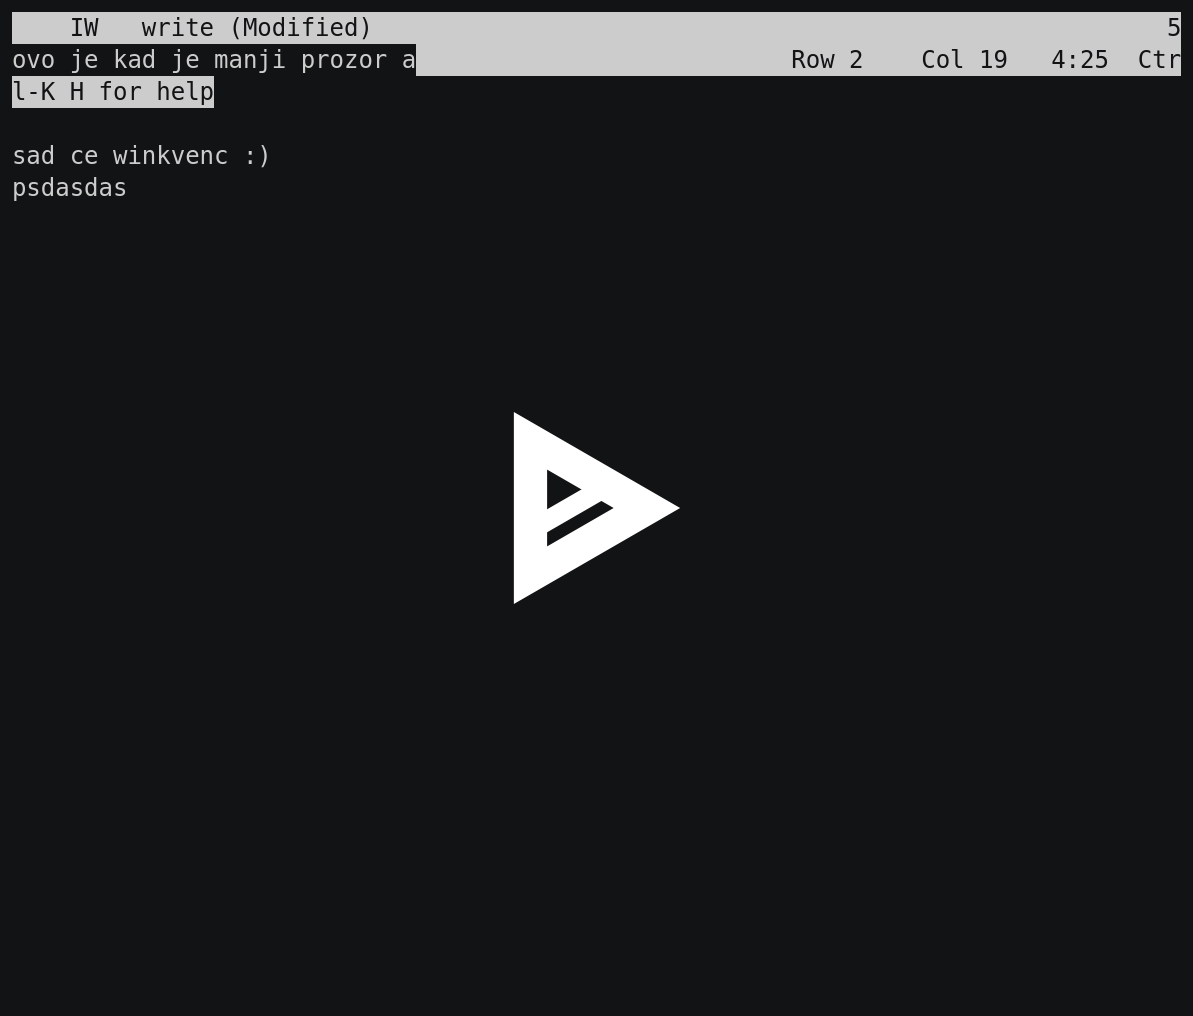 IW   write (Modified)   5
ovo je kad je manji prozor a   Row 2    Col 19   4:25  Ctr
l-K H for help
sad ce winkvenc :)
psdasdas